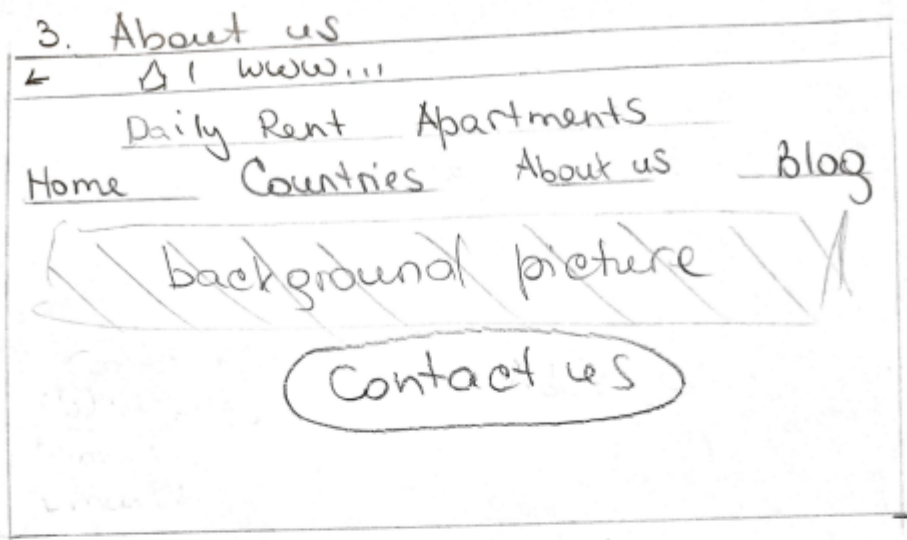 3. About us
www...
Daily Rent Apartments
Home Countries About us Blog
background picture
Contact us